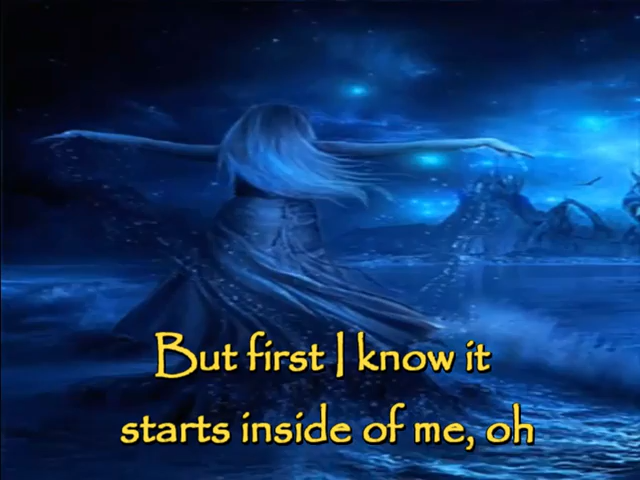 But first I know it
starts inside of me, oh